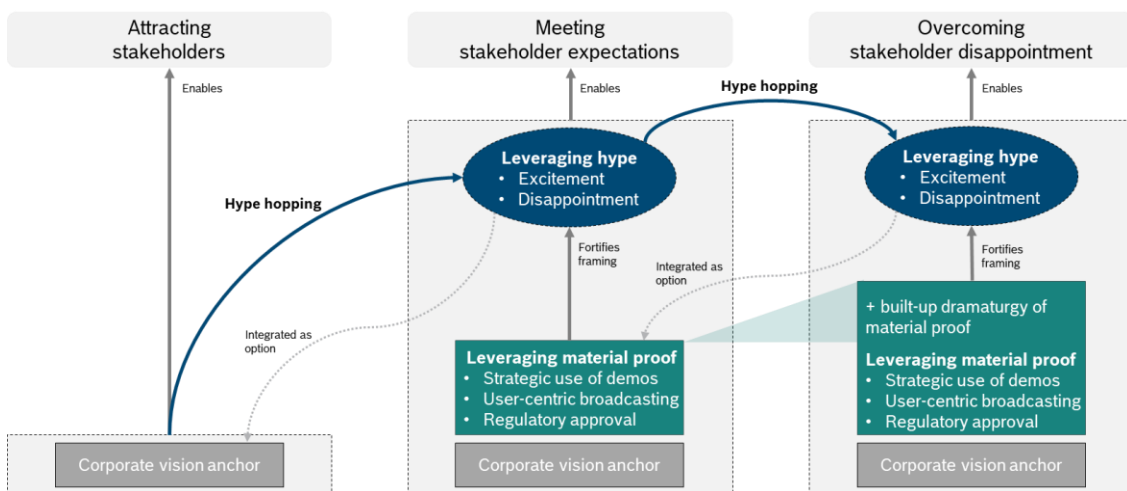 Attracting
stakeholders
Meeting
stakeholder expectations
Overcoming
stakeholder disappointment
Enables
Enables
Enables
Hype hopping
Hype hopping
Leveraging hype
• Excitement
• Disappointment
Leveraging hype
• Excitement
• Disappointment
Fortifies
framing
Integrated as
option
Fortifies
framing
Integrated as
option
+ built-up dramaturgy of
material proof
Leveraging material proof
• Strategic use of demos
• User-centric broadcasting
• Regulatory approval
Leveraging material proof
• Strategic use of demos
• User-centric broadcasting
• Regulatory approval
Corporate vision anchor
Corporate vision anchor
Corporate vision anchor